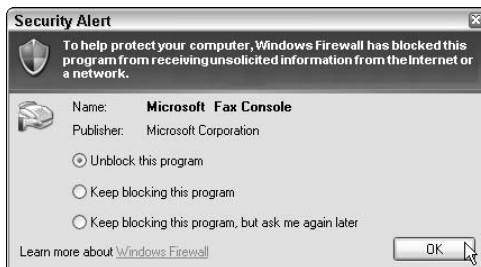 Security Alert
To help protect your computer, Windows Firewall has blocked this
program from receiving unsolicited information from the Internet or
a network.
Name: Microsoft Fax Console
Publisher: Microsoft Corporation
Unblock this program
Keep blocking this program
Keep blocking this program, but ask me again later
Learn more about Windows Firewall
OK